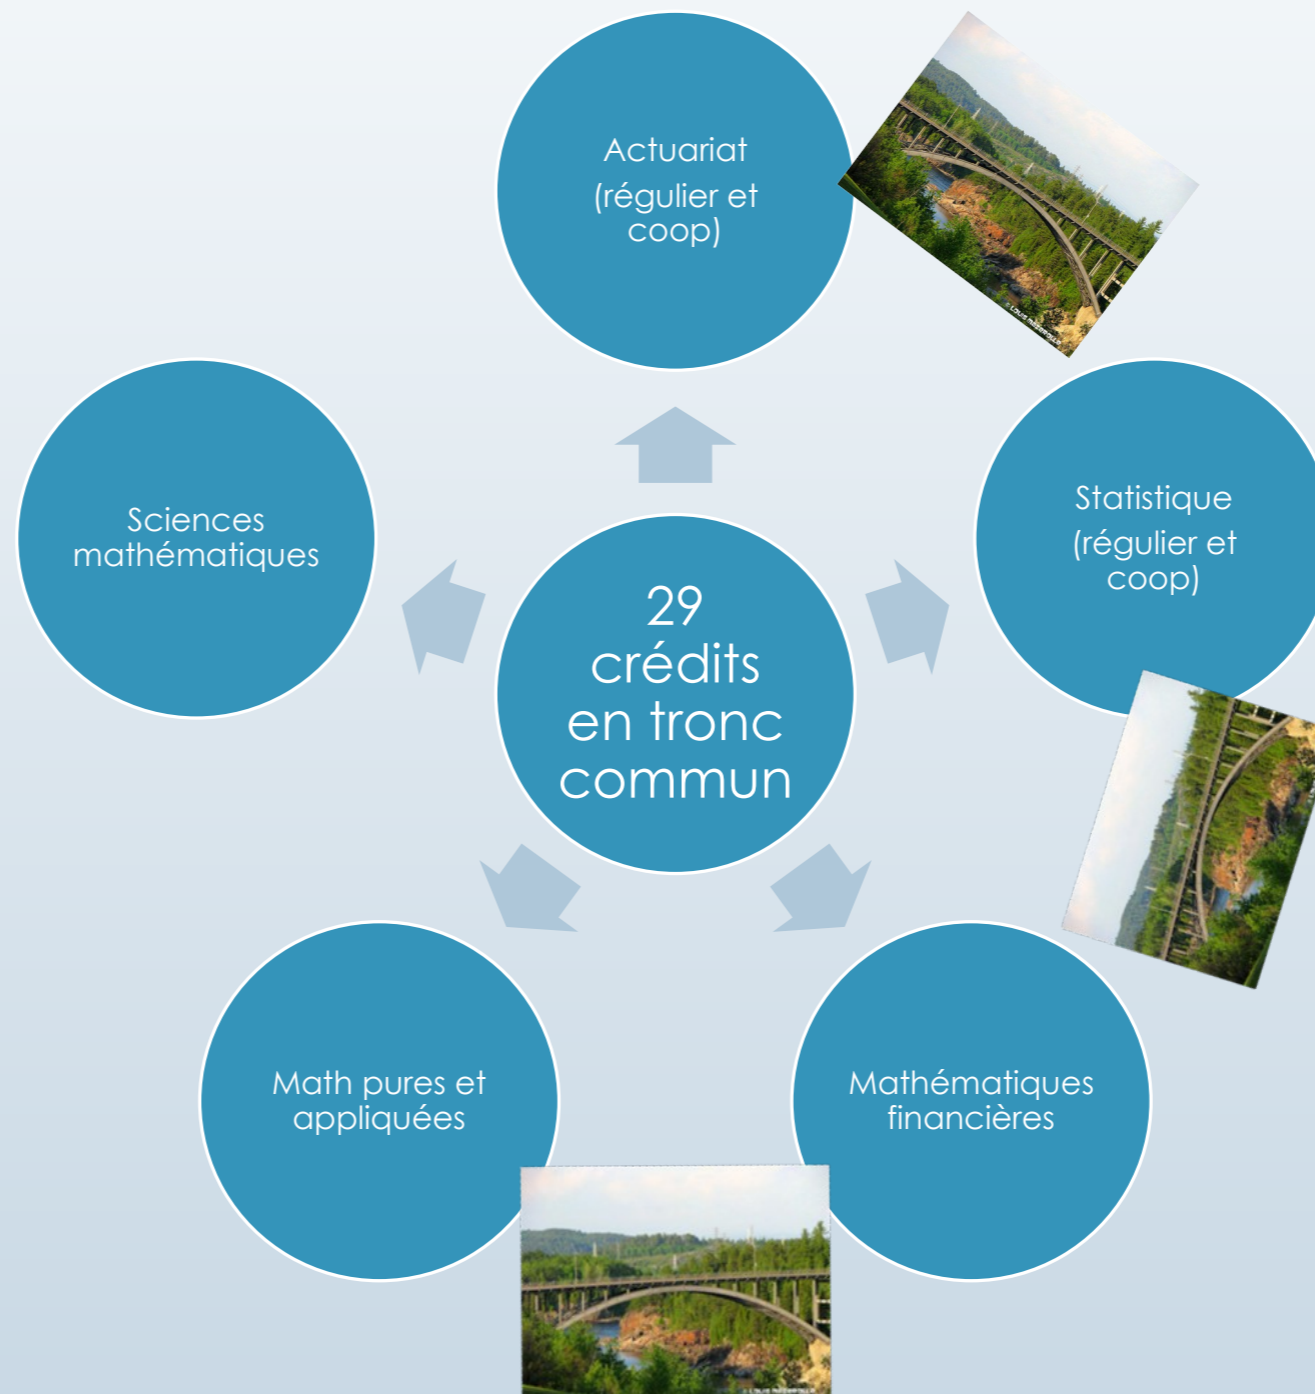 Actuariat
(régulier et
coop)
Statistique
(régulier et
coop)
Sciences
mathématiques
29
crédits
en tronc
commun
Math pures et
appliquées
Mathématiques
financières